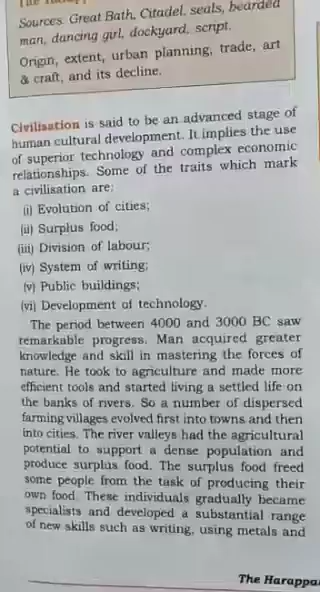 Sources. Great Bath, Citadel, seals, bearded
man, dancing girl, dockyard, script.
Origin, extent, urban planning, trade, art
& craft, and its decline.
Civilisation is said to be an advanced stage of
human cultural development. It implies the use
of superior technology and complex economic
relationships. Some of the traits which mark
a civilisation are:
(i) Evolution of cities;
(ii) Surplus food;
(iii) Division of labour;
(iv) System of writing;
(v) Public buildings;
(vi) Development of technology.
The period between 4000 and 3000 BC saw
remarkable progress. Man acquired greater
knowledge and skill in mastering the forces of
nature. He took to agriculture and made more
efficient tools and started living a settled life on
the banks of rivers. So a number of dispersed
farming villages evolved first into towns and then
into cities. The river valleys had the agricultural
potential to support a dense population and
produce surplus food. The surplus food freed
some people from the task of producing their
own food. These individuals gradually became
specialists and developed a substantial range
of new skills such as writing, using metals and
The Harappa